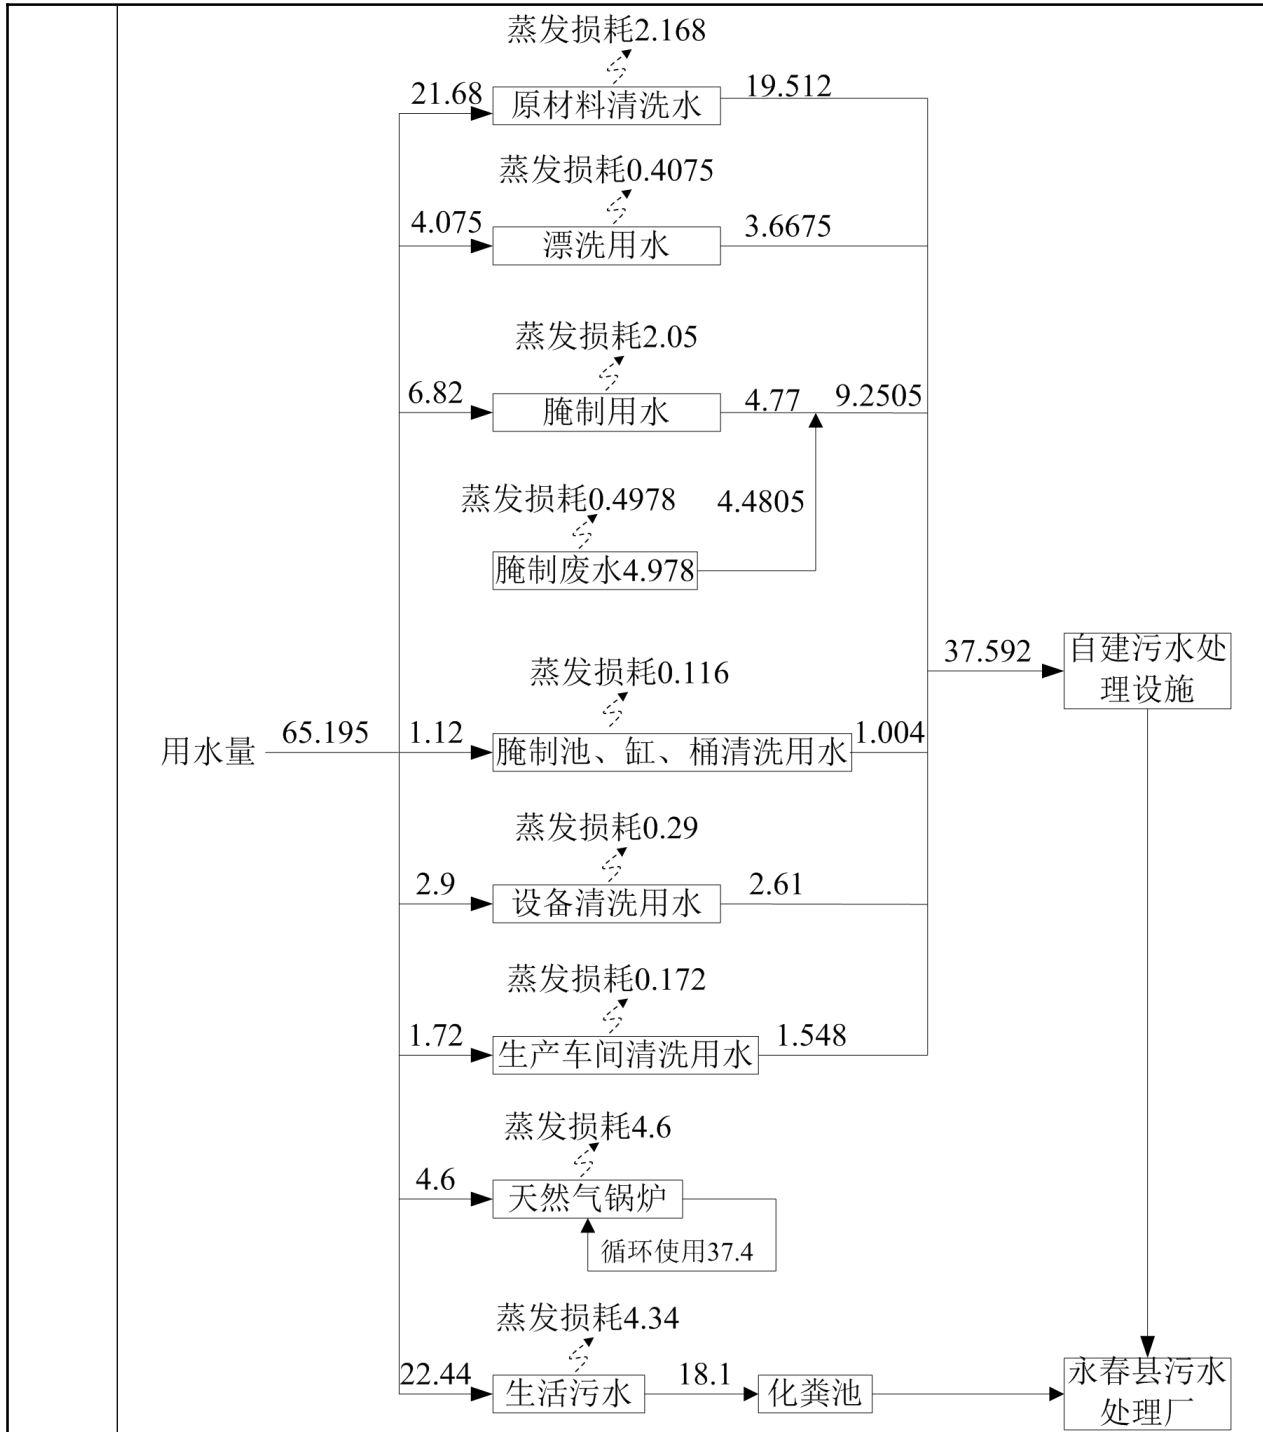 蒸发损耗2.168
21.68
原材料清洗水
19.512
蒸发损耗0.4075
4.075
漂洗用水
3.6675
蒸发损耗2.05
6.82
腌制用水
4.77
9.2505
蒸发损耗0.4978
4.4805
腌制废水4.978
37.592
自建污水处
理设施
蒸发损耗0.116
用水量
65.195
1.12
腌制池、缸、桶清洗用水
1.004
蒸发损耗0.29
2.9
设备清洗用水
2.61
蒸发损耗0.172
1.72
生产车间清洗用水
1.548
蒸发损耗4.6
4.6
天然气锅炉
循环使用37.4
蒸发损耗4.34
22.44
生活污水
18.1
化粪池
永春县污水
处理厂